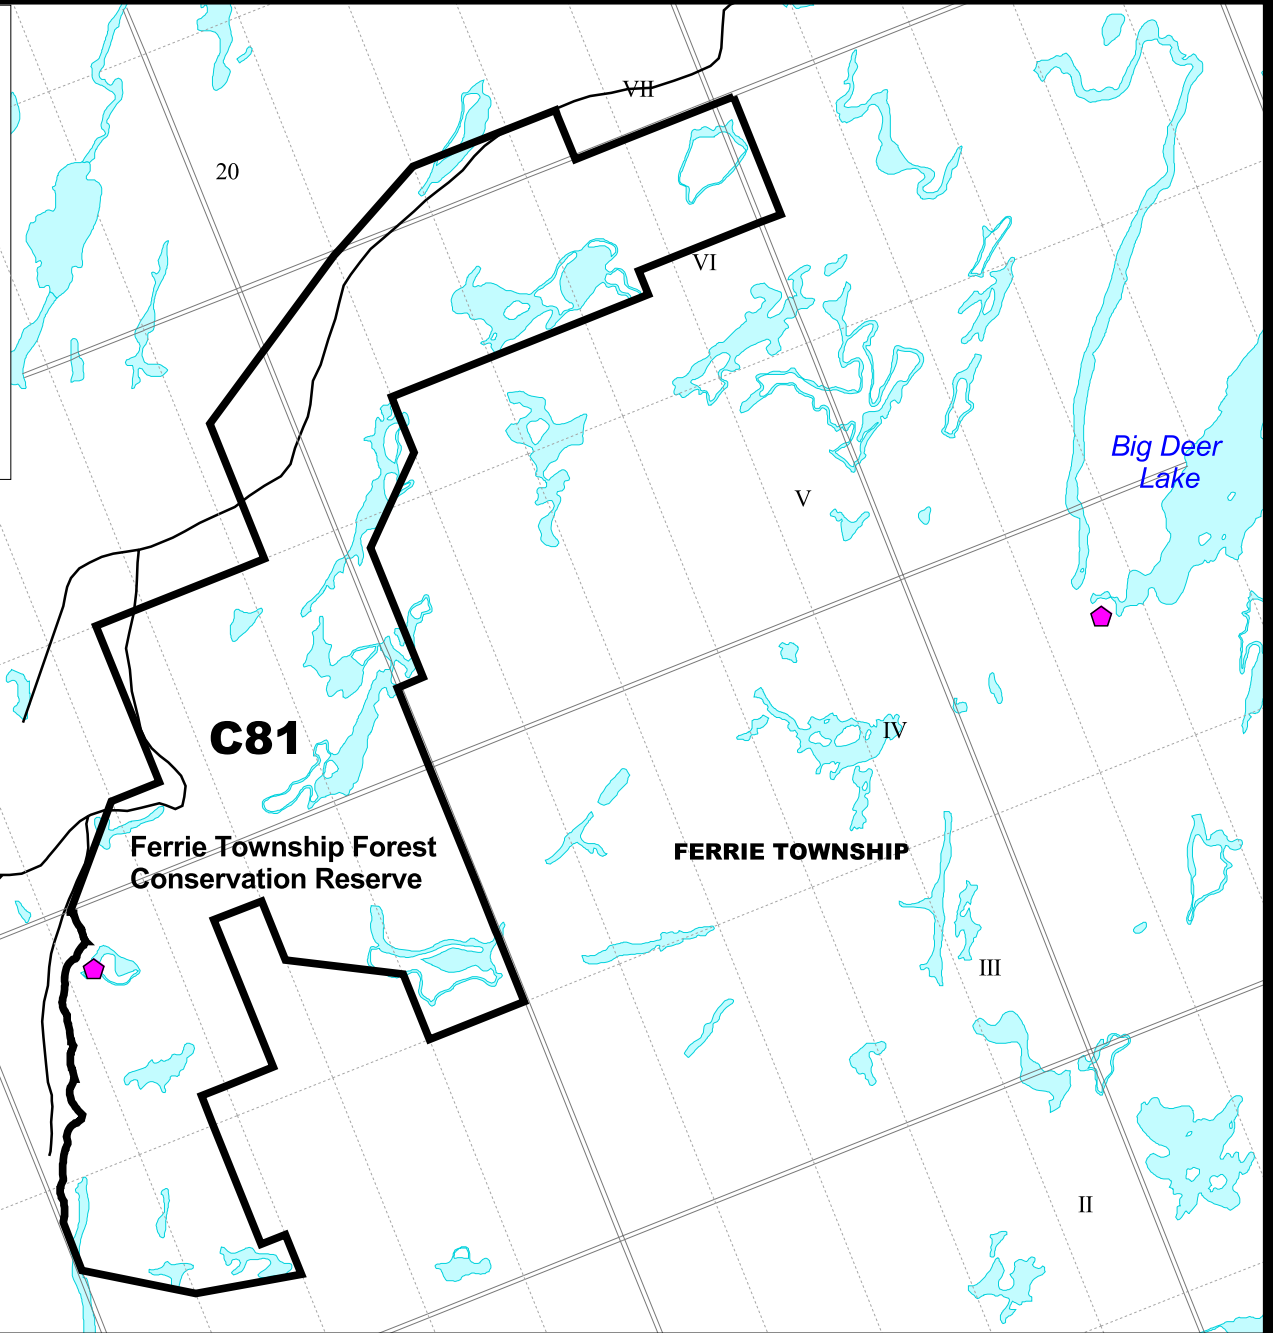 VII
20
VI
Big Deer
Lake
V
C81
IV
Ferrie Township Forest
Conservation Reserve
FERRIE TOWNSHIP
III
II